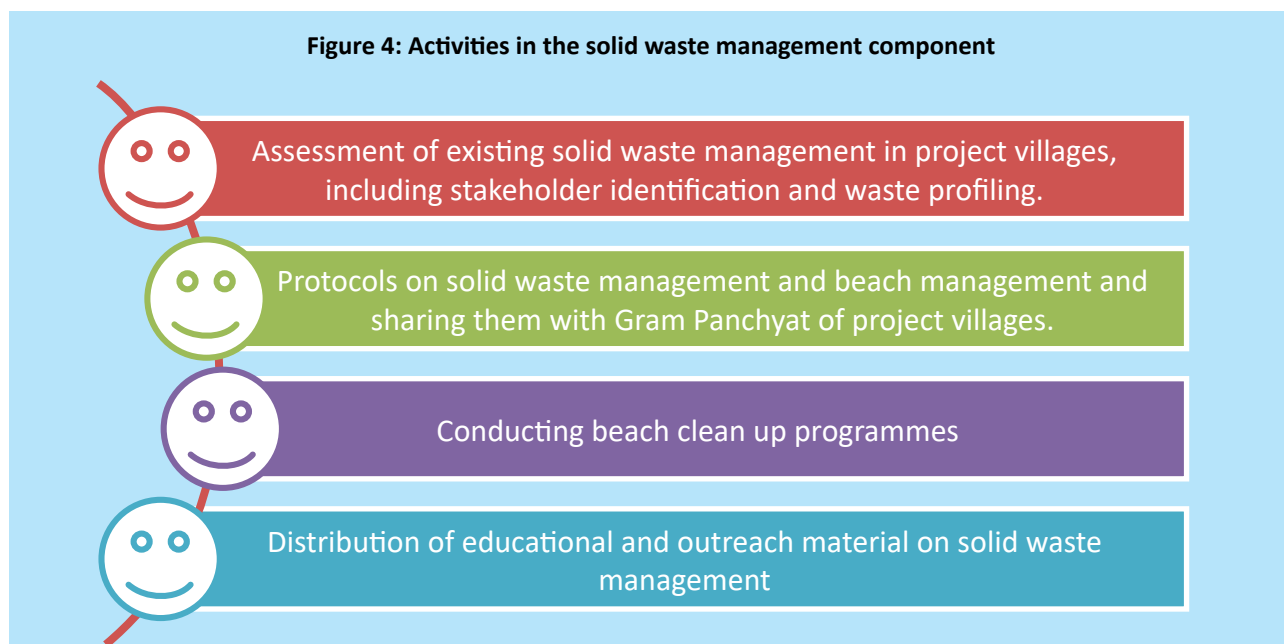 Figure 4: Activities in the solid waste management component
Assessment of existing solid waste management in project villages,
including stakeholder identification and waste profiling.
Protocols on solid waste management and beach management and
sharing them with Gram Panchyat of project villages.
Conducting beach clean up programmes
Distribution of educational and outreach material on solid waste
management